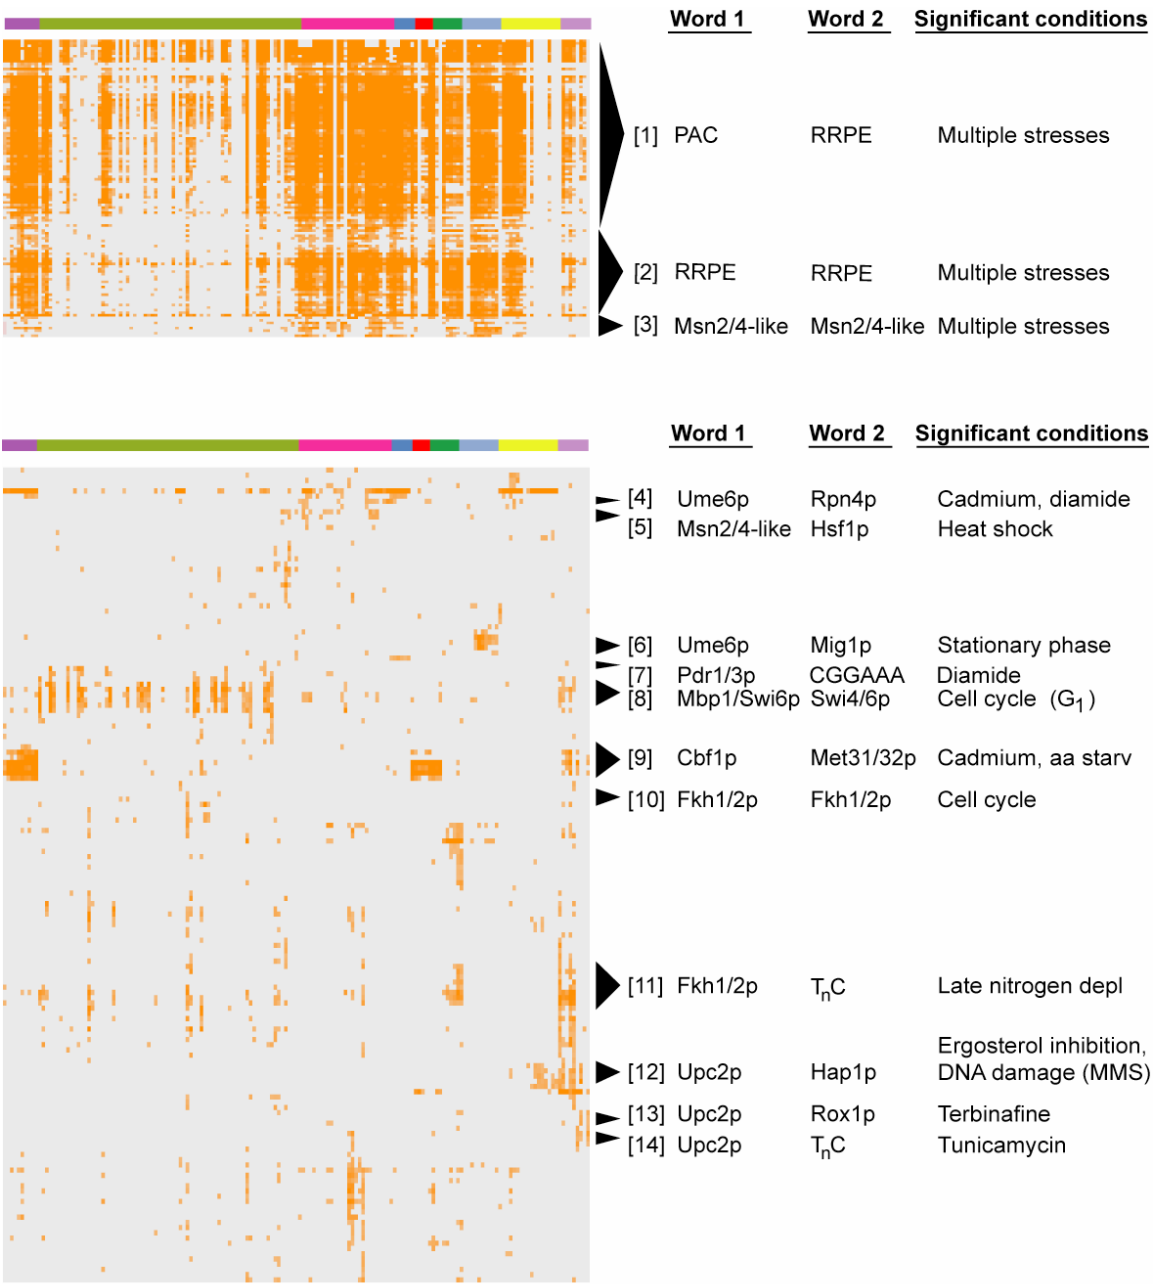 Word 1 Word 2 Significant conditions
[1] PAC RRPE Multiple stresses
[2] RRPE RRPE Multiple stresses
[3] Msn2/4-like Msn2/4-like Multiple stresses
Word 1 Word 2 Significant conditions
[4] Ume6p Rpn4p Cadmium, diamide
[5] Msn2/4-like Hsf1p Heat shock
[6] Ume6p Mig1p Stationary phase
[7] Pdr1/3p CGGAAA Diamide
[8] Mbp1/Swi6p Swi4/6p Cell cycle (G1)
[9] Cbf1p Met31/32p Cadmium, aa starv
[10] Fkh1/2p Fkh1/2p Cell cycle
[11] Fkh1/2p TnC Late nitrogen depl
Ergosterol inhibition,
[12] Upc2p Hap1p DNA damage (MMS)
[13] Upc2p Rox1p Terbinafine
[14] Upc2p TnC Tunicamycin